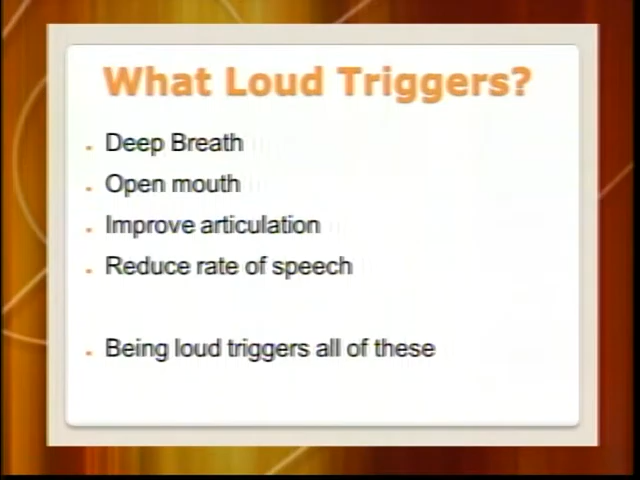 What Loud Triggers?
Deep Breath
Open mouth
Improve articulation
Reduce rate of speech
Being loud triggers all of these